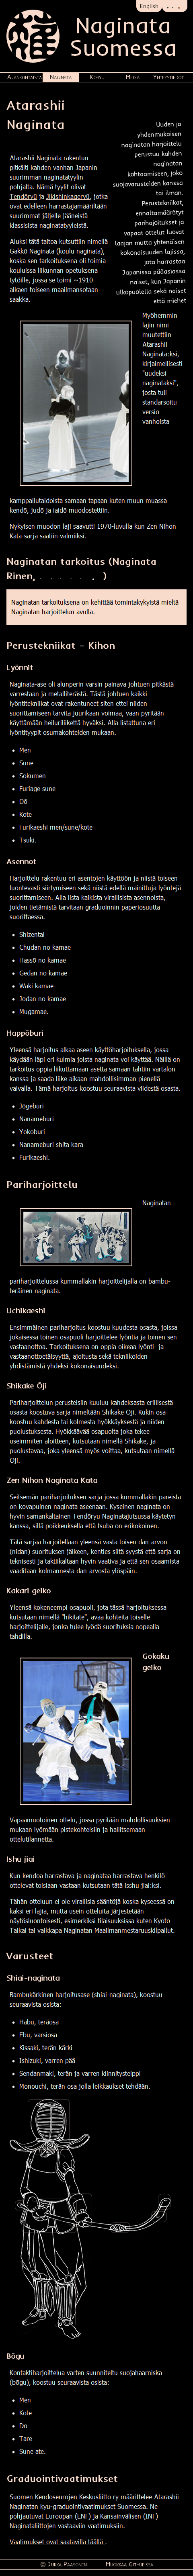 English
Naginata
Suomessa
Ajankohtaista Naginata Koryu Media Yhteystiedot
Atarashii
Naginata
Uuden ja
yhdenmukaisen
naginatan harjoittelu
perustuu kahden
naginatan
kohtaamiseen, joko
suojavarusteiden kanssa
tai ilman.
Perustekniikat,
ennaltamäärätyt
pariharjoitukset ja
vapaat ottelut luovat
laajan mutta yhtenäisen
kokonaisuuden lajissa,
jota harrastaa
Japanissa pääasiassa
naiset, kun Japanin
ulkopuolella sekä naiset
että miehet
Atarashii Naginata rakentuu
pitkälti kahden vanhan Japanin
suurimman naginatatyylin
pohjalta. Nämä tyylit olivat
Tendōryū ja Jikishinkageryū, jotka
ovat edelleen harrastajamäärältään
suurimmat jäljelle jääneistä
klassisista naginatatyyleistä.
Aluksi tätä taitoa kutsuttiin nimellä
Gakkō Naginata (koulu naginata),
koska sen tarkoituksena oli toimia
kouluissa liikunnan opetuksena
tytöille, jossa se toimi ~1910
alkaen toiseen maailmansotaan
saakka.
Myöhemmin
lajin nimi
muutettiin
Atarashii
Naginata:ksi,
kirjaimellisesti
"uudeksi
naginataksi",
josta tuli
standarsoitu
versio
vanhoista
kamppailutaidoista samaan tapaan kuten muun muassa
kendō, judō ja iaidō muodostettiin.
Nykyisen muodon laji saavutti 1970-luvulla kun Zen Nihon
Kata-sarja saatiin valmiiksi.
Naginatan tarkoitus (Naginata
Rinen, )
Naginatan tarkoituksena on kehittää tomintakykyistä mieltä
Naginatan harjoittelun avulla.
Perustekniikat - Kihon
Lyönnit
Naginata-ase oli alunperin varsin painava johtuen pitkästä
varrestaan ja metalliterästä. Tästä johtuen kaikki
lyöntitekniikat ovat rakentuneet siten ettei niiden
suorittamiseen tarvita juurikaan voimaa, vaan pyritään
käyttämään heiluriliikettä hyväksi. Alla listattuna eri
lyöntityypit osumakohteiden mukaan.
Men
Sune
Sokumen
Furiage sune
Dō
Kote
Furikaeshi men/sune/kote
Tsuki.
Asennot
Harjoittelu rakentuu eri asentojen käyttöön ja niistä toiseen
luontevasti siirtymiseen sekä niistä edellä mainittuja lyöntejä
suorittamiseen. Alla lista kaikista virallisista asennoista,
joiden tietämistä tarvitaan graduoinnin paperiosuutta
suorittaessa.
Shizentai
Chudan no kamae
Hassō no kamae
Gedan no kamae
Waki kamae
Jōdan no kamae
Mugamae.
Happōburi
Yleensä harjoitus alkaa aseen käyttöharjoituksella, jossa
käydään läpi eri kulmia joista naginata voi käyttää. Näillä on
tarkoitus oppia liikuttamaan asetta samaan tahtiin vartalon
kanssa ja saada liike aikaan mahdollisimman pienellä
vaivalla. Tämä harjoitus koostuu seuraavista viidestä osasta.
Jōgeburi
Nanameburi
Yokoburi
Nanameburi shita kara
Furikaeshi.
Pariharjoittelu
Naginatan
pariharjoittelussa kummallakin harjoittelijalla on bambu-
teräinen naginata.
Uchikaeshi
Ensimmäinen pariharjoitus koostuu kuudesta osasta, jossa
jokaisessa toinen osapuoli harjoittelee lyöntiä ja toinen sen
vastaanottoa. Tarkoituksena on oppia oikeaa lyönti- ja
vastaanottoetäisyyttä, ajoitusta sekä tekniikoiden
yhdistämistä yhdeksi kokonaisuudeksi.
Shikake Ōji
Pariharjoittelun perusteisiin kuuluu kahdeksasta erillisestä
osasta koostuva sarja nimeltään Shikake Ōji. Kukin osa
koostuu kahdesta tai kolmesta hyökkäyksestä ja niiden
puolustuksesta. Hyökkäävää osapuolta joka tekee
useimmiten aloitteen, kutsutaan nimellä Shikake, ja
puolustavaa, joka yleensä myös voittaa, kutsutaan nimellä
Ōji.
Zen Nihon Naginata Kata
Seitsemän pariharjoituksen sarja jossa kummallakin pareista
on kovapuinen naginata asenaan. Kyseinen naginata on
hyvin samankaltainen Tendōryu Naginatajutsussa käytetyn
kanssa, sillä poikkeuksella että tsuba on erikokoinen.
Tätä sarjaa harjoitellaan yleensä vasta toisen dan-arvon
(nidan) suorituksen jälkeen, kenties siitä syystä että sarja on
teknisesti ja taktiikaltaan hyvin vaativa ja että sen osaamista
vaaditaan kolmannesta dan-arvosta ylöspäin.
Kakari geiko
Yleensä kokeneempi osapuoli, jota tässä harjoituksessa
kutsutaan nimellä "hikitate", avaa kohteita toiselle
harjoittelijalle, jonka tulee lyödä suorituksia nopealla
tahdilla.
Gokaku
geiko
Vapaamuotoinen ottelu, jossa pyritään mahdollisuuksien
mukaan lyömään pistekohteisiin ja hallitsemaan
ottelutilannetta.
Ishu jiai
Kun kendoa harrastava ja naginataa harrastava henkilö
ottelevat toisiaan vastaan kutsutaan tätä isshu jiai:ksi.
Tähän otteluun ei ole virallisia sääntöjä koska kyseessä on
kaksi eri lajia, mutta usein otteluita järjestetään
näytösluontoisesti, esimerkiksi tilaisuuksissa kuten Kyoto
Taikai tai vaikkapa Naginatan Maailmanmestaruuskilpailut.
Varusteet
Shiai-naginata
Bambukärkinen harjoitusase (shiai-naginata), koostuu
seuraavista osista:
Habu, teräosa
Ebu, varsiosa
Kissaki, terän kärki
Ishizuki, varren pää
Sendanmaki, terän ja varren kiinnitysteippi
Monouchi, terän osa jolla leikkaukset tehdään.
Bōgu
Kontaktiharjoittelua varten suunniteltu suojahaarniska
(bōgu), koostuu seuraavista osista:
Men
Kote
Dō
Tare
Sune ate.
Graduointivaatimukset
Suomen Kendoseurojen Keskusliitto ry määrittelee Atarashii
Naginatan kyu-graduointivaatimukset Suomessa. Ne
pohjautuvat Euroopan (ENF) ja Kansainvälisen (INF)
Naginataliittojen vastaaviin vaatimuksiin.
Vaatimukset ovat saatavilla täällä.
© Jukka Paasonen Muokkaa Githubissa